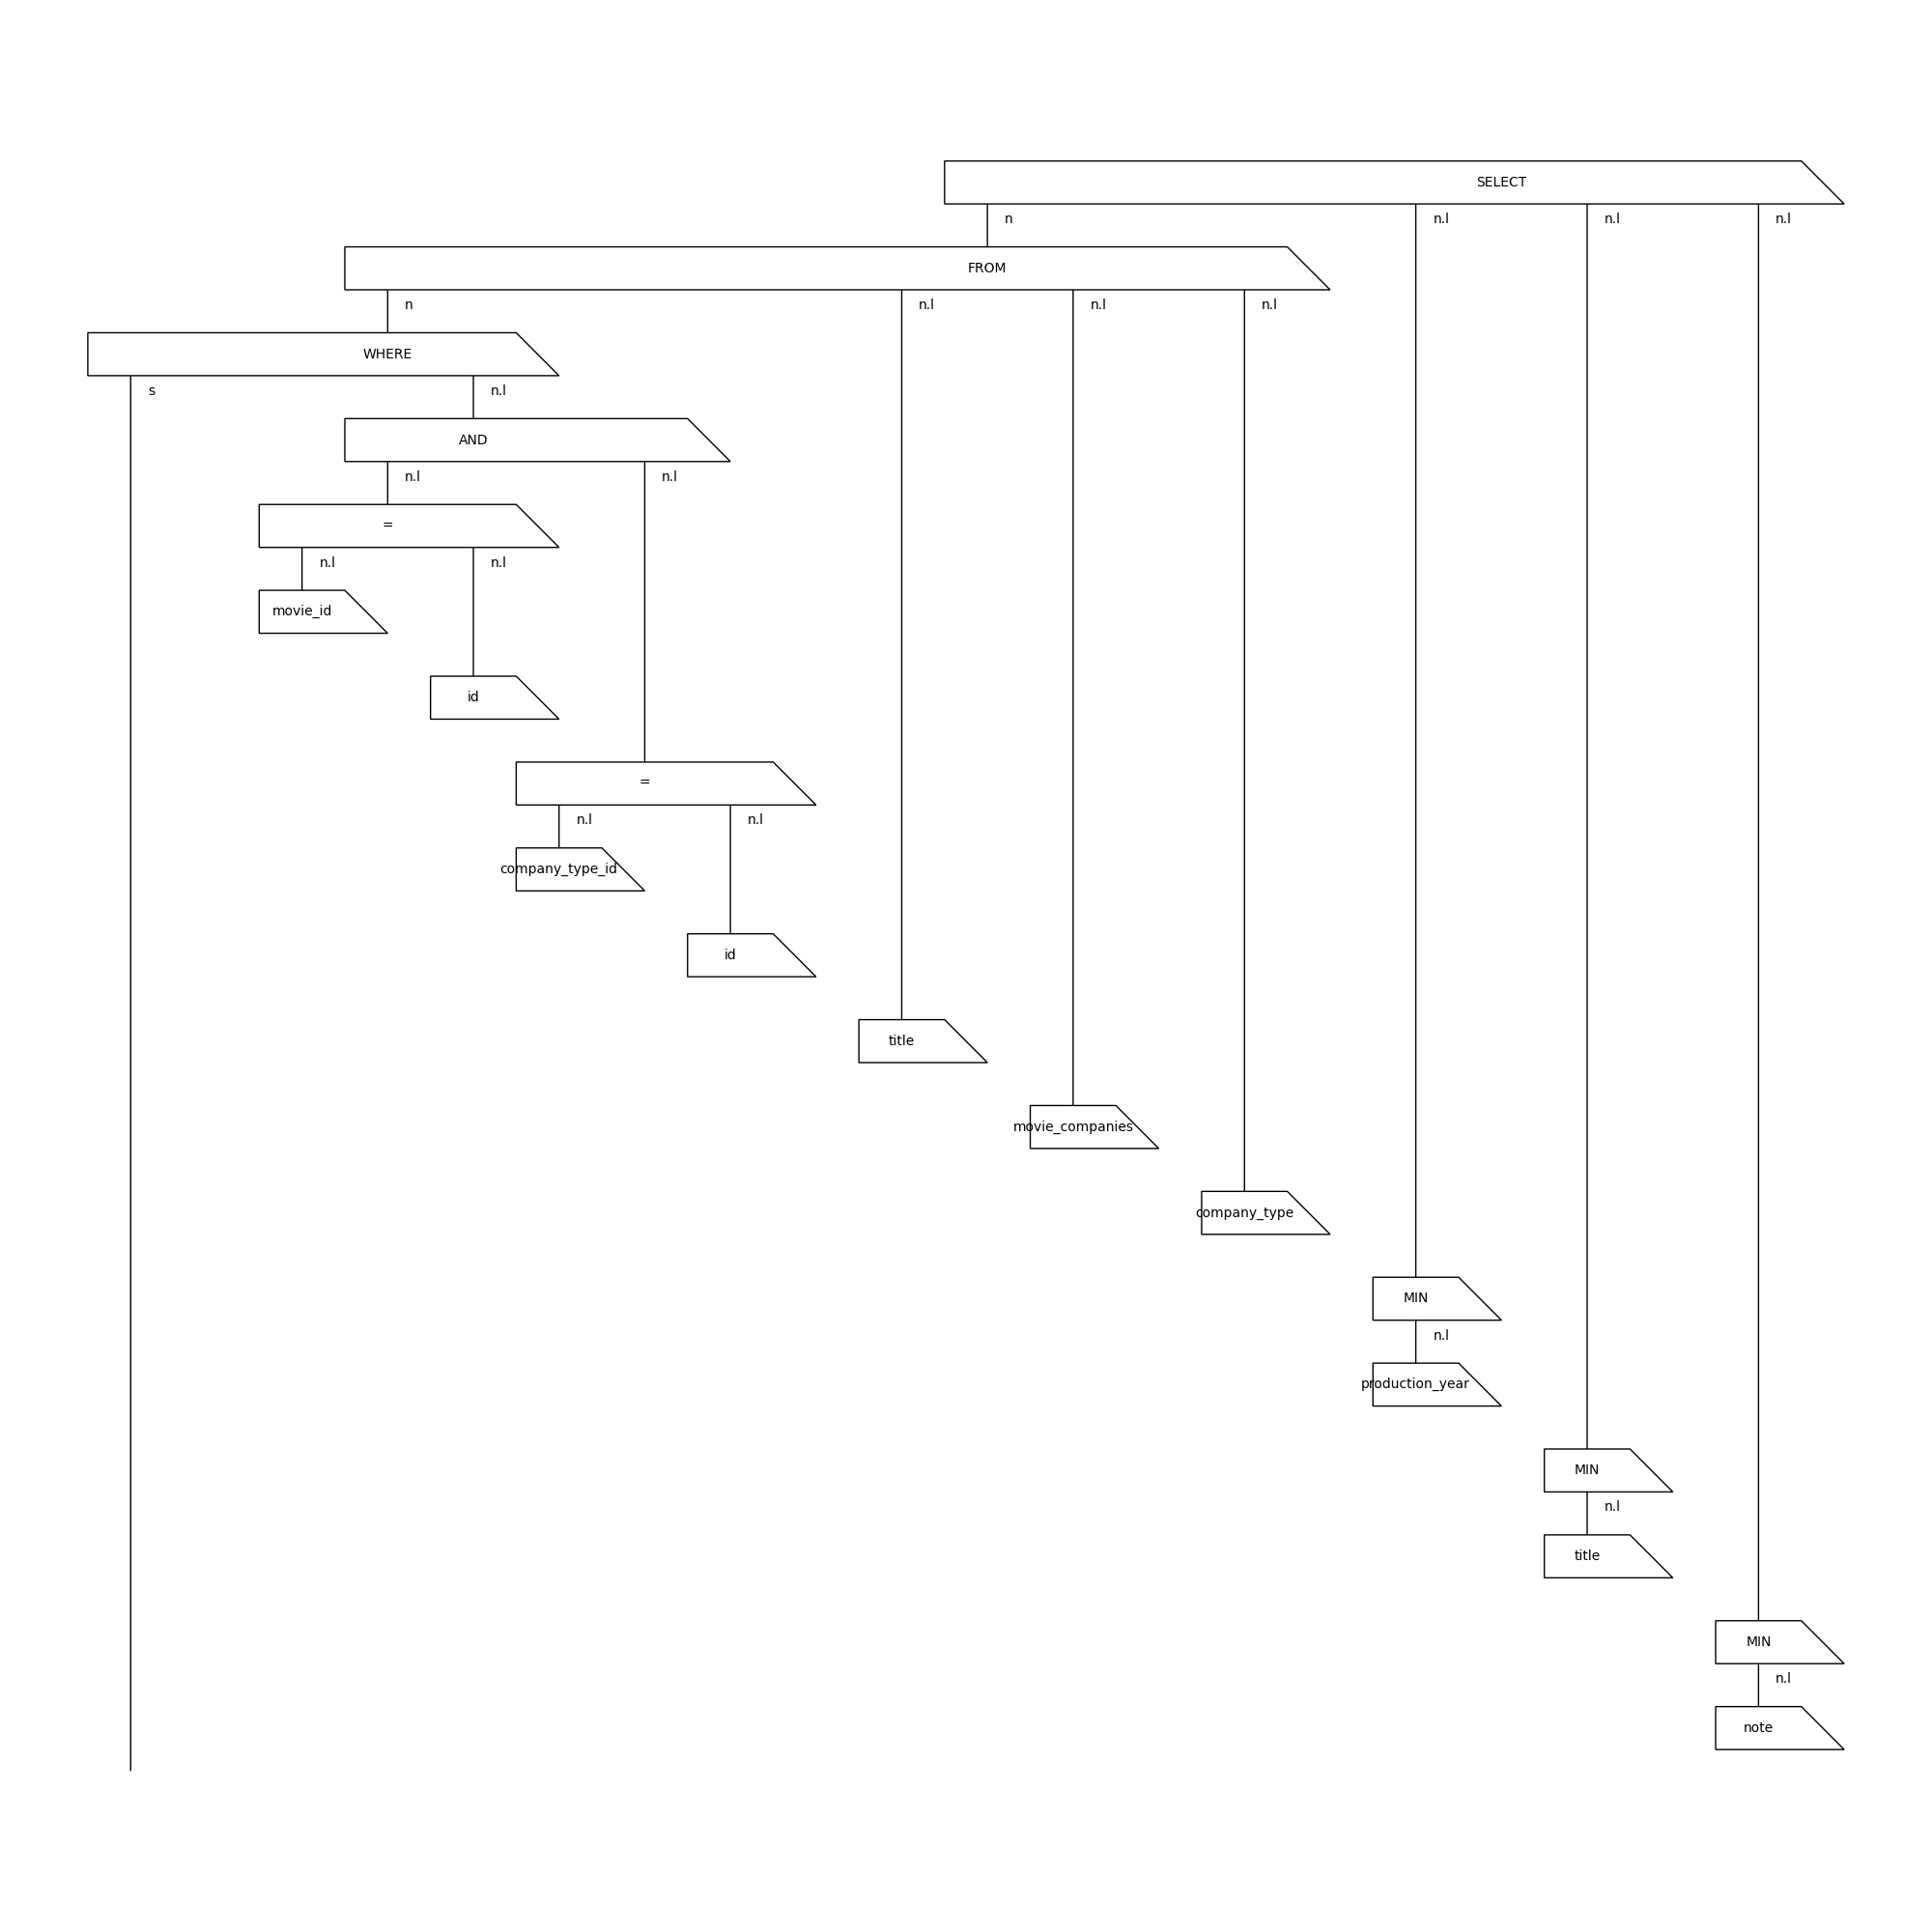 SELECT
n n.l n.l n.l
FROM
n n.l n.l n.l
WHERE
s n.l
AND
n.l n.l
=
n.l n.l
movie_id
id
=
n.l n.l
company_type_id
id
title
movie_companies
company_type
MIN
n.l
production_year
MIN
n.l
title
MIN
n.l
note